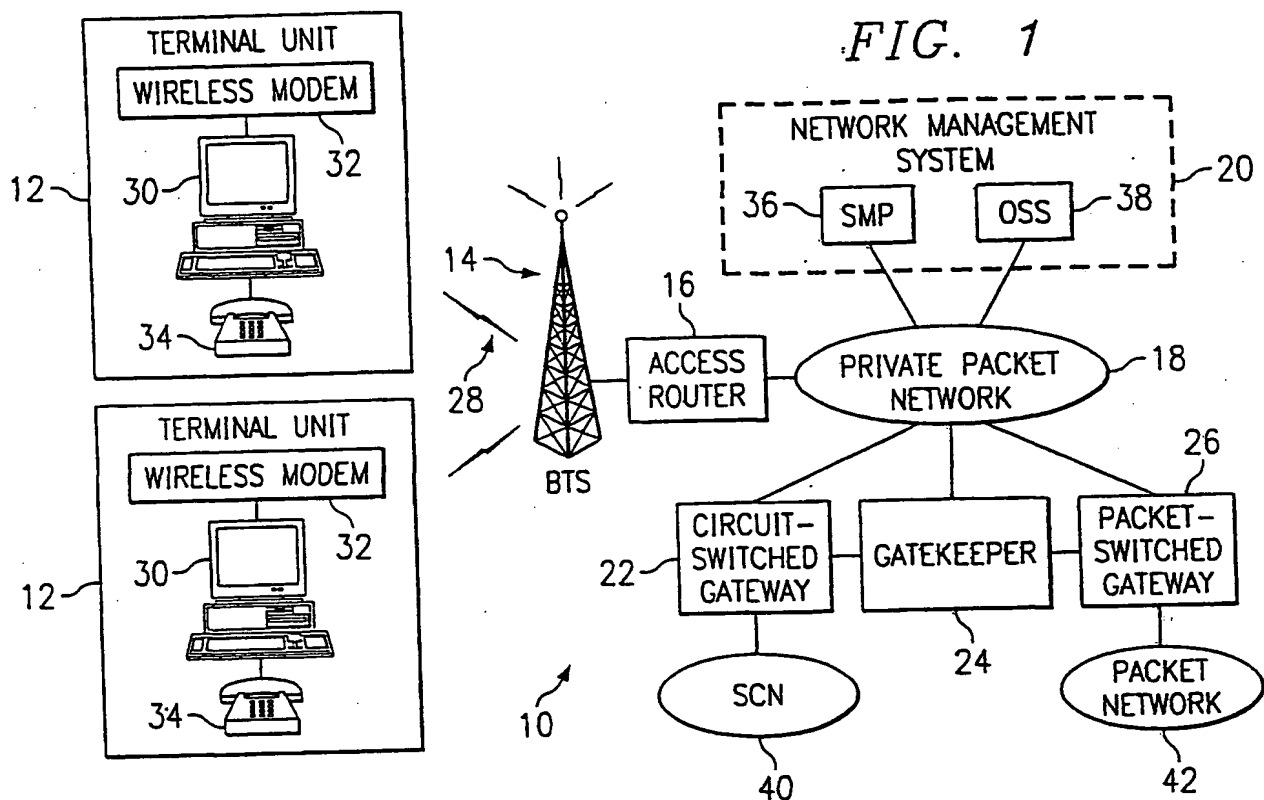 FIG. 1
TERMINAL UNIT
WIRELESS MODEM
12
30
32
34
TERMINAL UNIT
WIRELESS MODEM
12
30
32
34
14
28
BTS
16
ACCESS
ROUTER
NETWORK MANAGEMENT
SYSTEM
20
36
SMP
OSS
38
PRIVATE PACKET
NETWORK
18
22
CIRCUIT-
SWITCHED
GATEWAY
GATEKEEPER
24
26
PACKET-
SWITCHED
GATEWAY
10
SCN
40
PACKET
NETWORK
42